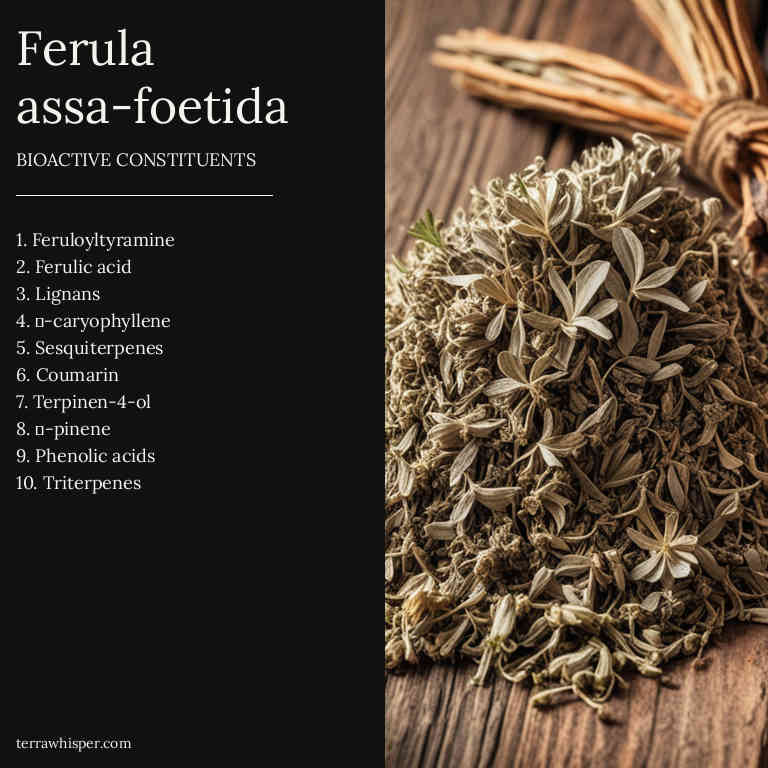 Ferula
assa-foetida
BIOACTIVE CONSTITUENTS
1. Feruloyltyramine
2. Ferulic acid
3. Lignans
4. □-caryophyllene
5. Sesquiterpenes
6. Coumarin
7. Terpinen-4-ol
8. □-pinene
9. Phenolic acids
10. Triterpenes
terrawhisper.com